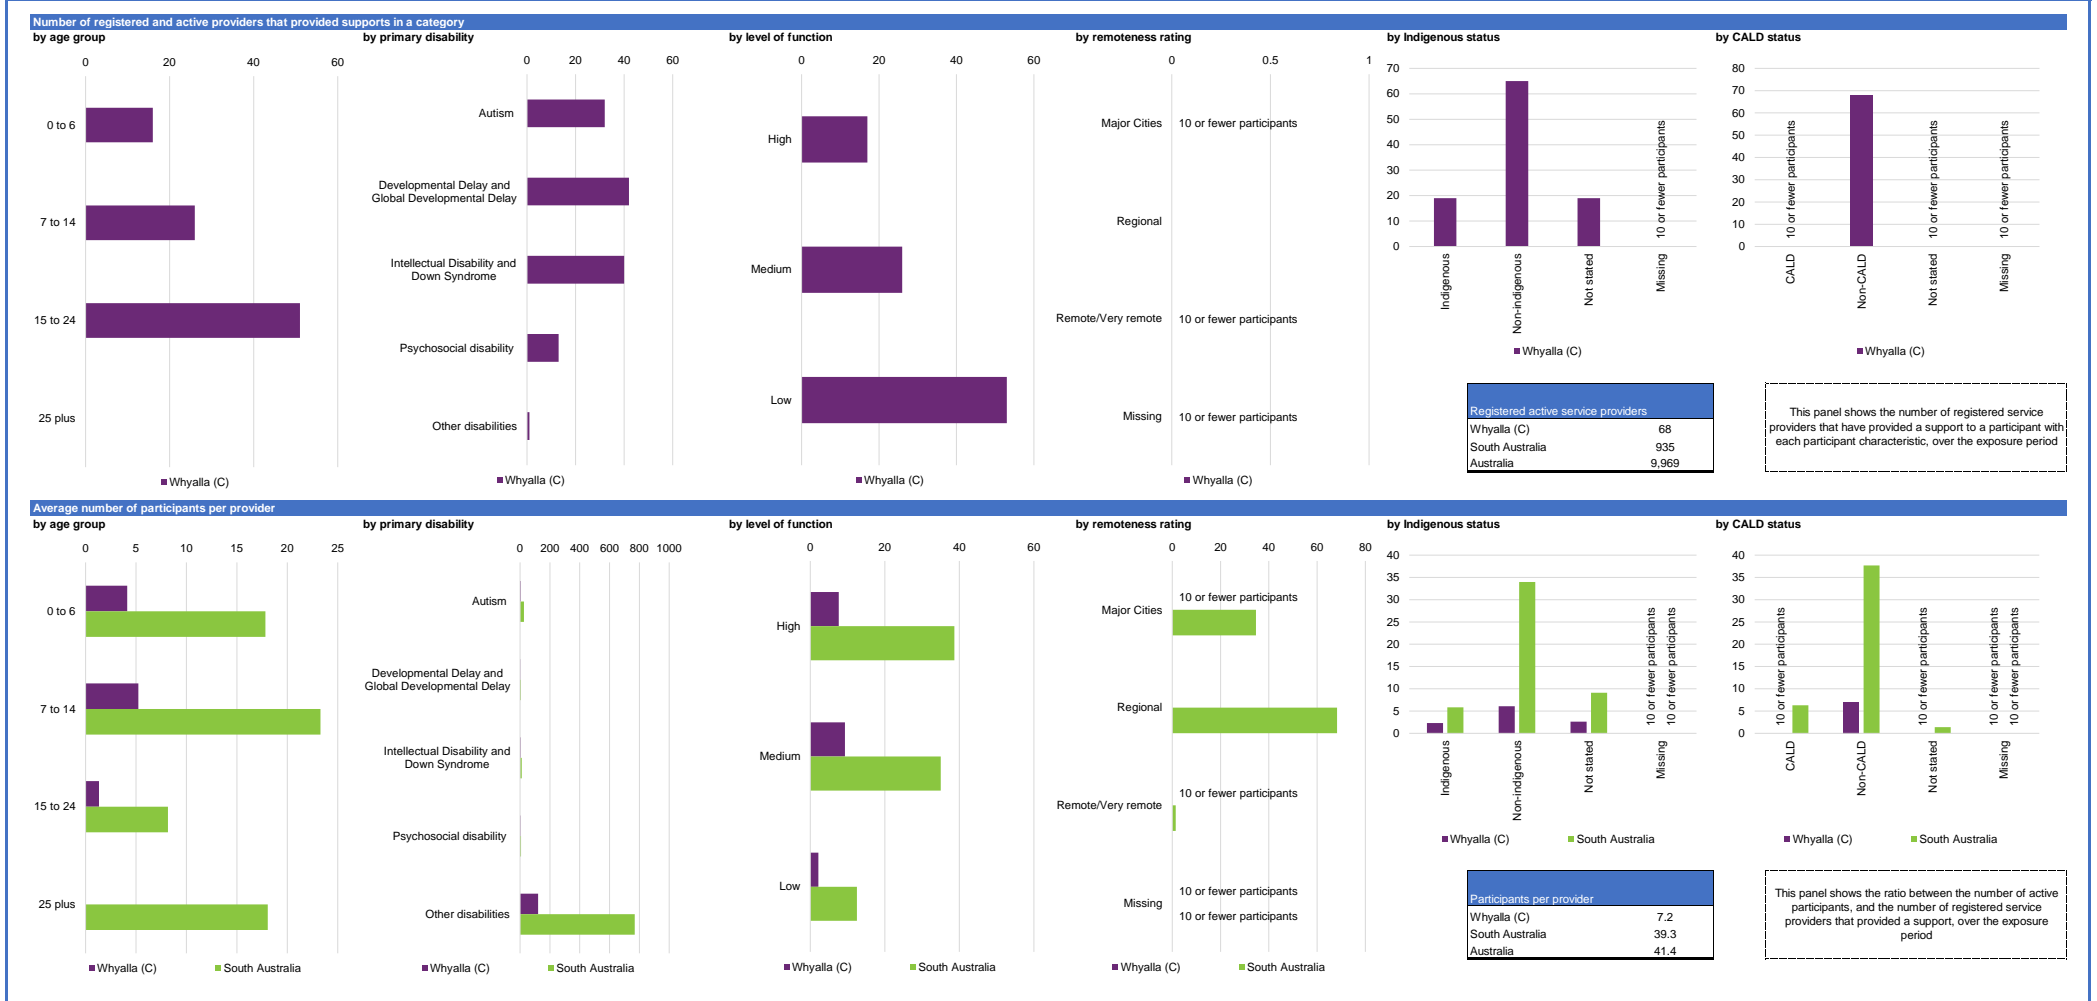 Number of registered and active providers that provided supports in a category
by age group
0 20 40 60
0 to 6
7 to 14
15 to 24
25 plus
Whyalla (C)
by primary disability
0 20 40 60
Autism
Developmental Delay and
Global Developmental Delay
Intellectual Disability and
Down Syndrome
Psychosocial disability
Other disabilities
Whyalla (C)
by level of function
0 20 40 60
High
Medium
Low
Whyalla (C)
by remoteness rating
0 0.5 1
Major Cities 10 or fewer participants
Regional
Remote/Very remote 10 or fewer participants
Missing 10 or fewer participants
Whyalla (C)
by Indigenous status
70
60
50
40
30
20
10
0
10 or fewer participants
Indigenous
Non-indigenous
Not stated
Missing
Whyalla (C)
by CALD status
80
70
60
50
40
30
20
10
0
10 or fewer participants
10 or fewer participants
10 or fewer participants
CALD
Non-CALD
Not stated
Missing
Whyalla (C)
Registered active service providers
Whyalla (C) 68
South Australia 935
Australia 9,969
This panel shows the number of registered service
providers that have provided a support to a participant with
each participant characteristic, over the exposure period
Average number of participants per provider
by age group
0 5 10 15 20 25
0 to 6
7 to 14
15 to 24
25 plus
Whyalla (C) South Australia
by primary disability
0 200 400 600 800 1000
Autism
Developmental Delay and
Global Developmental Delay
Intellectual Disability and
Down Syndrome
Psychosocial disability
Other disabilities
Whyalla (C) South Australia
by level of function
0 20 40 60
High
Medium
Low
Whyalla (C) South Australia
by remoteness rating
0 20 40 60 80
10 or fewer participants
Major Cities
Regional
10 or fewer participants
Remote/Very remote
10 or fewer participants
Missing
10 or fewer participants
Whyalla (C) South Australia
by Indigenous status
40
35
30
25
20
15
10
5
0
10 or fewer participants
10 or fewer participants
Indigenous
Non-indigenous
Not stated
Missing
Whyalla (C) South Australia
by CALD status
40
35
30
25
20
15
10
5
0
10 or fewer participants
10 or fewer participants
10 or fewer participants
10 or fewer participants
CALD
Non-CALD
Not stated
Missing
Whyalla (C) South Australia
Participants per provider
Whyalla (C) 7.2
South Australia 39.3
Australia 41.4
This panel shows the ratio between the number of active
participants, and the number of registered service
providers that provided a support, over the exposure
period